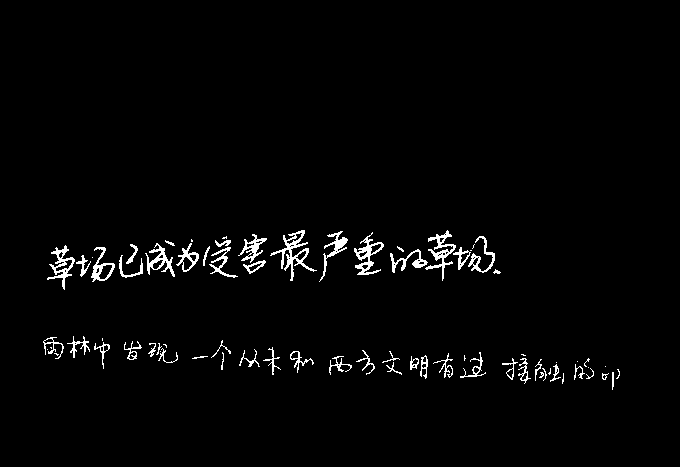 草场已成为受害最严重的草场、
雨林中发现一个从未和西方文明有过接触的印